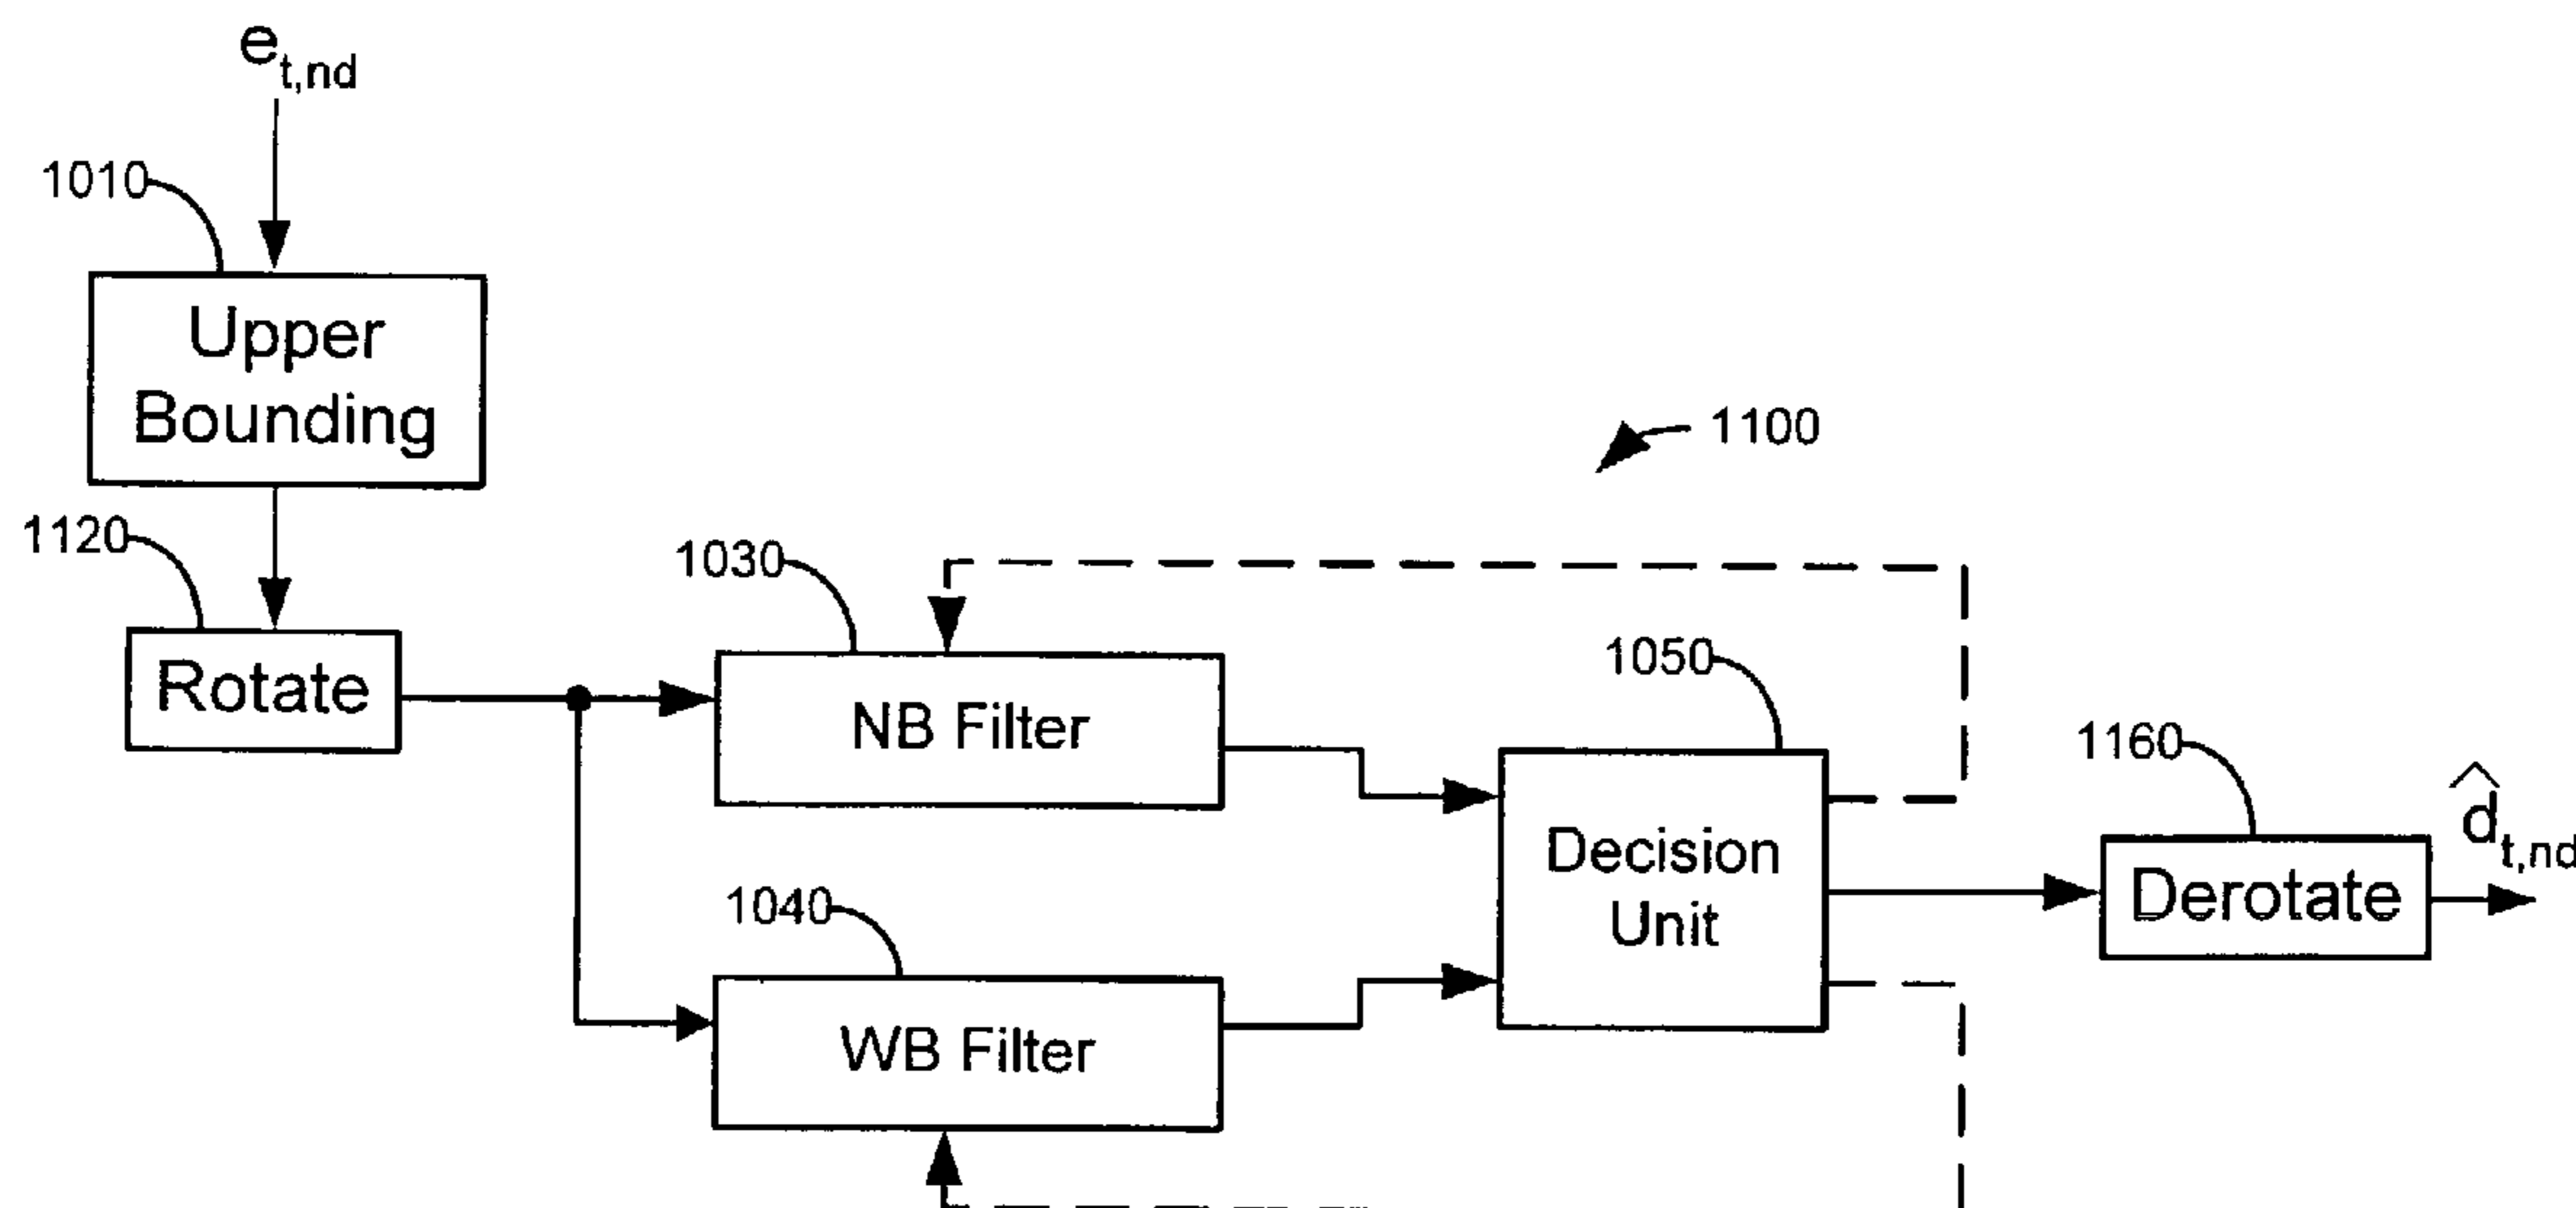 e_t,nd
1010
Upper
Bounding
1100
1120
Rotate
1030
NB Filter
1050
Decision
Unit
1160
Derotate
d̂_t,nd
1040
WB Filter